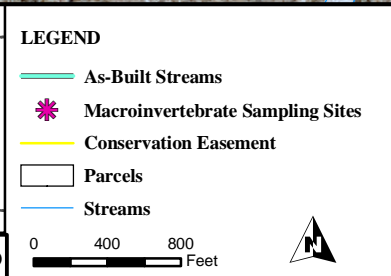 LEGEND
As-Built Streams
Macroinvertebrate Sampling Sites
Conservation Easement
Parcels
Streams
0 400 800
Feet
N